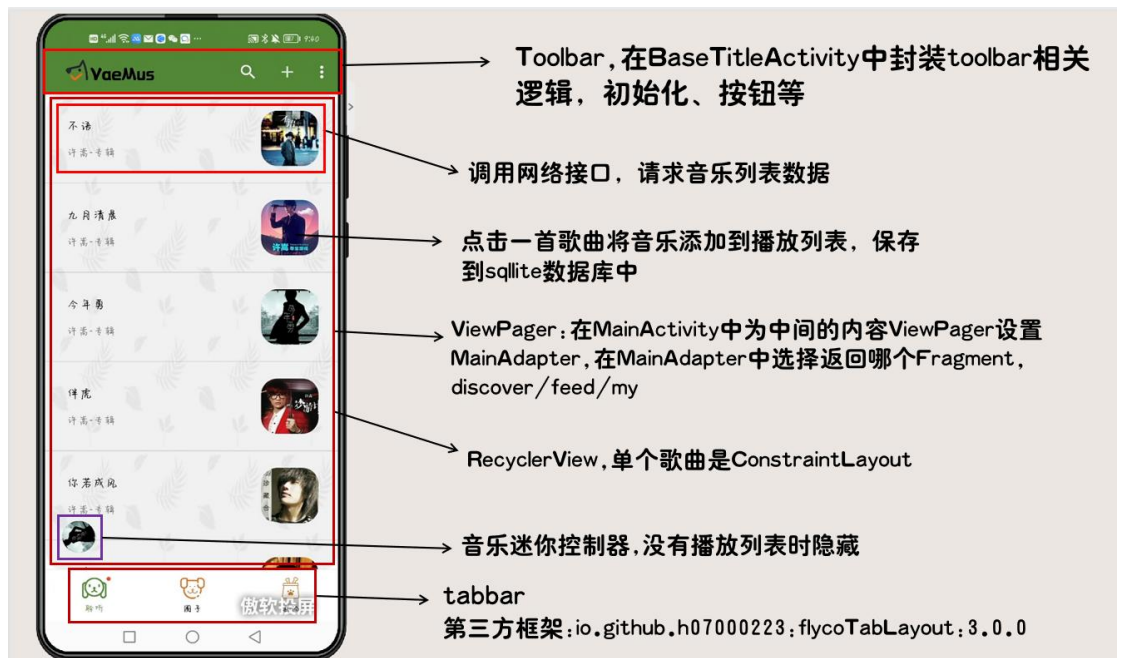 9:40
VaeMus
Toolbar,在BaseTitleActivity中封装toolbar相关
逻辑，初始化、按钮等
不语
许嵩-专辑
调用网络接口，请求音乐列表数据
九月清晨
许嵩-专辑
许嵩
点击一首歌曲将音乐添加到播放列表，保存
到sqllite数据库中
今年勇
许嵩-专辑
ViewPager:在MainActivity中为中间的内容ViewPager设置
MainAdapter,在MainAdapter中选择返回哪个Fragment,
discover/feed/my
伴虎
许嵩-专辑
RecyclerView,单个歌曲是ConstraintLayout
你若成风
许嵩-专辑
音乐迷你控制器,没有播放列表时隐藏
聆听
圈子
傲软投屏
tabbar
第三方框架:io.github.h07000223:flycoTabLayout:3.0.0